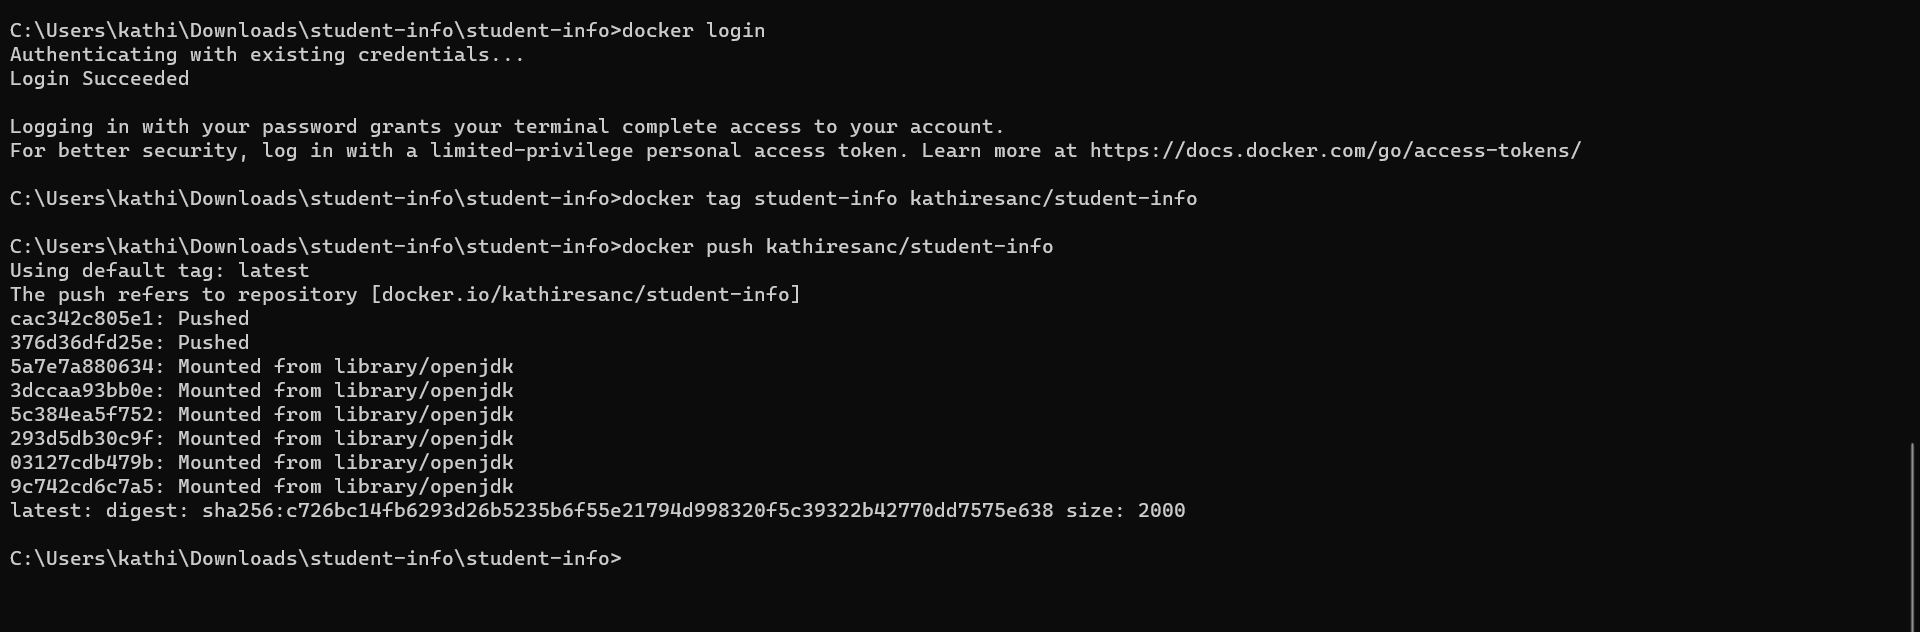 C:\Users\kathi\Downloads\student-info\student-info>docker login
Authenticating with existing credentials...
Login Succeeded
Logging in with your password grants your terminal complete access to your account.
For better security, log in with a limited-privilege personal access token. Learn more at https://docs.docker.com/go/access-tokens/
C:\Users\kathi\Downloads\student-info\student-info>docker tag student-info kathiresanc/student-info
C:\Users\kathi\Downloads\student-info\student-info>docker push kathiresanc/student-info
Using default tag: latest
The push refers to repository [docker.io/kathiresanc/student-info]
cac342c805e1: Pushed
376d36dfd25e: Pushed
5a7e7a880634: Mounted from library/openjdk
3dccaa93bb0e: Mounted from library/openjdk
5c384ea5f752: Mounted from library/openjdk
293d5db30c9f: Mounted from library/openjdk
03127cdb479b: Mounted from library/openjdk
9c742cd6c7a5: Mounted from library/openjdk
latest: digest: sha256:c726bc14fb6293d26b5235b6f55e21794d998320f5c39322b42770dd7575e638 size: 2000
C:\Users\kathi\Downloads\student-info\student-info>